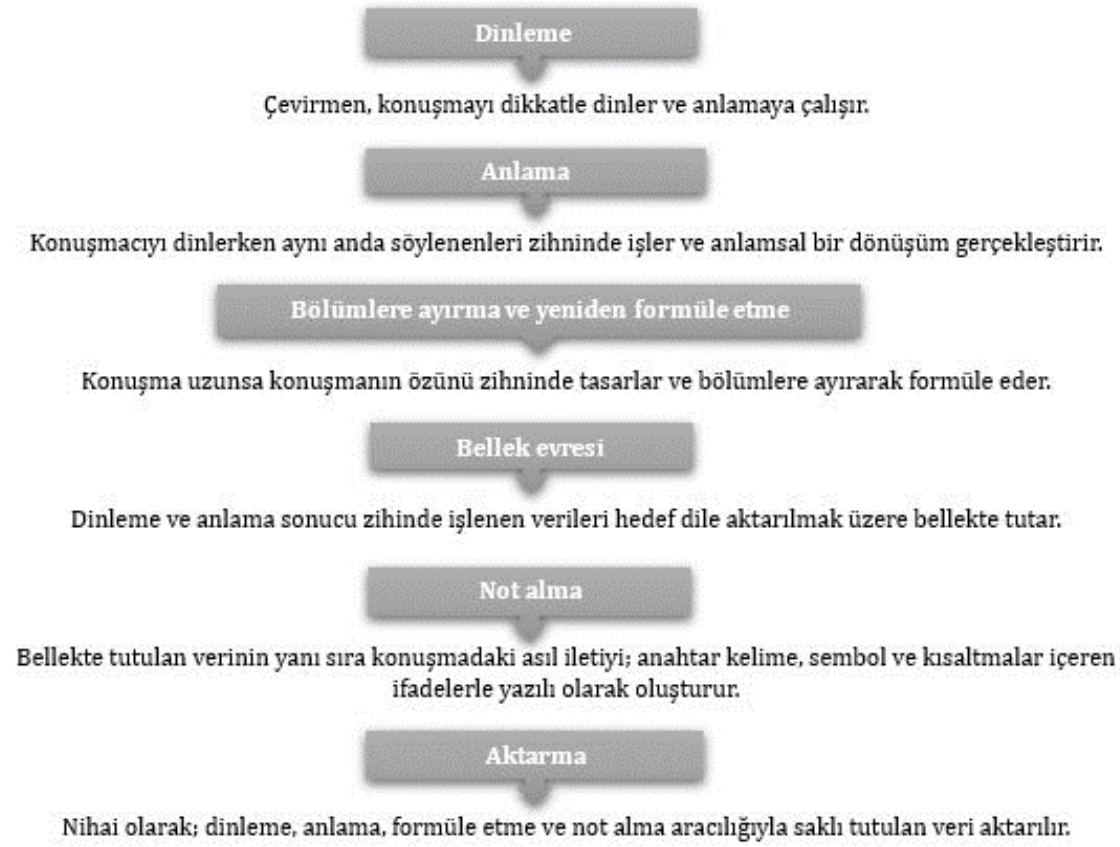 Dinleme
Çevirmen, konuşmayı dikkatle dinler ve anlamaya çalışır.
Anlama
Konuşmacıyı dinlerken aynı anda söylenenleri zihninde işler ve anlamsal bir dönüşüm gerçekleştirir.
Bölümlere ayırma ve yeniden formüle etme
Konuşma uzunsa konuşmanın özünü zihninde tasarlar ve bölümlere ayırarak formüle eder.
Bellek evresi
Dinleme ve anlama sonucu zihinde işlenen verileri hedef dile aktarılmak üzere bellekte tutar.
Not alma
Bellekte tutulan verinin yanı sıra konuşmadaki asıl iletiyi; anahtar kelime, sembol ve kısaltmalar içeren
ifadelerle yazılı olarak oluşturur.
Aktarma
Nihai olarak; dinleme, anlama, formüle etme ve not alma aracılığıyla saklı tutulan veri aktarılır.